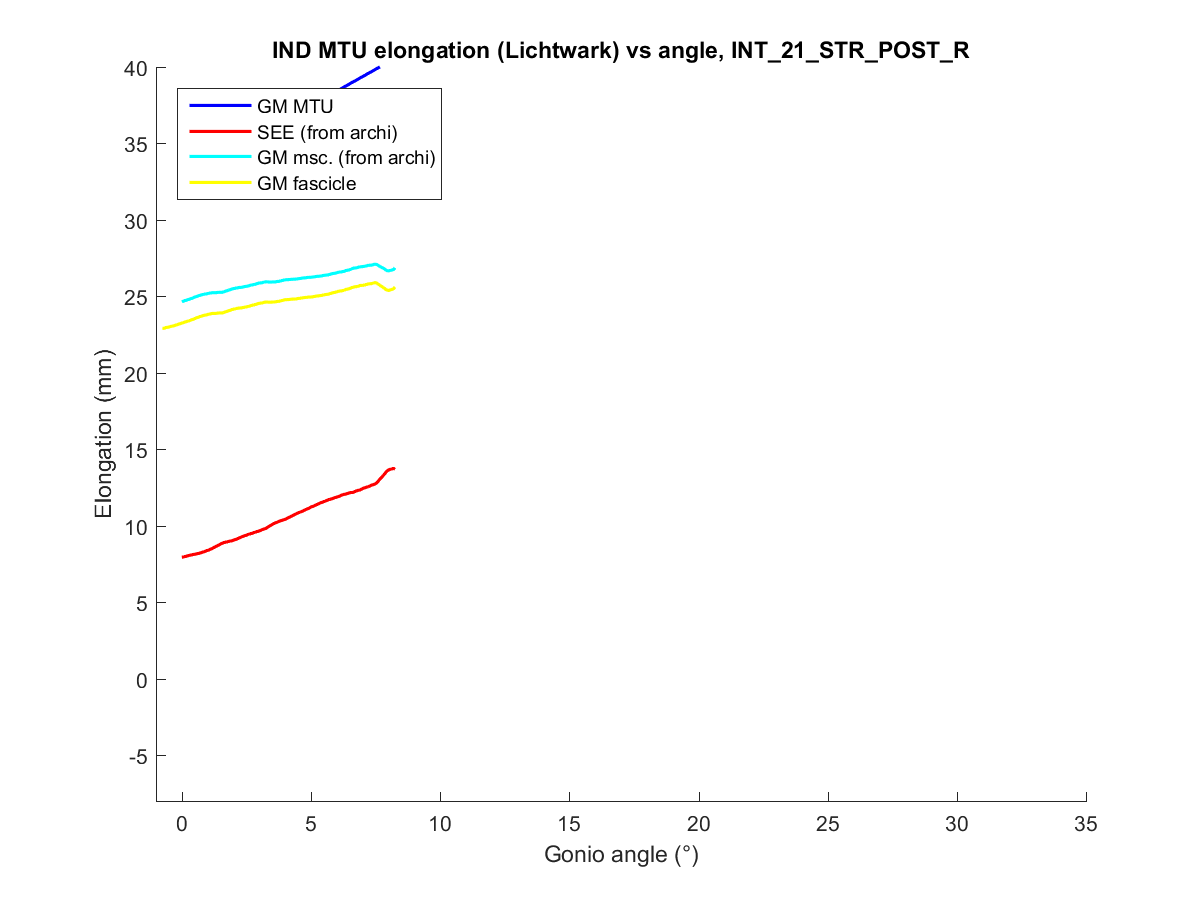 IND MTU elongation (Lichtwark) vs angle, INT_21_STR_POST_R
40
35
30
25
20
15
10
5
0
-5
Elongation (mm)
GM MTU
SEE (from archi)
GM msc. (from archi)
GM fascicle
0 5 10 15 20 25 30 35
Gonio angle (°)